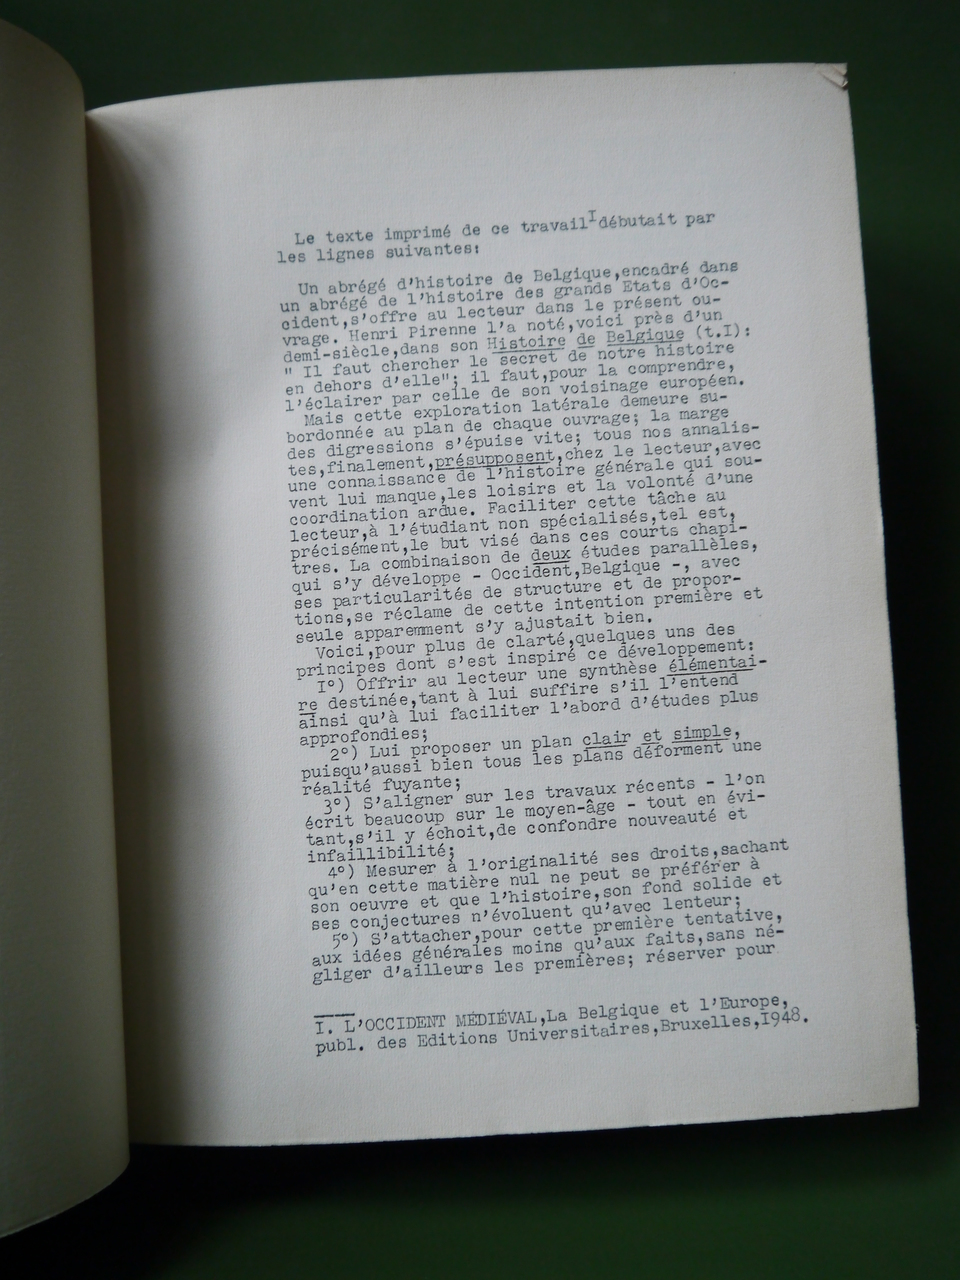 Le texte imprimé de ce travail¹ débutait par
les lignes suivantes:
Un abrégé d'histoire de Belgique,encadré dans
un abrégé de l'histoire des grands Etats d'Oc-
cident,s'offre au lecteur dans le présent ou-
vrage. Henri Pirenne l'a noté,voici près d'un
demi-siècle,dans son Histoire de Belgique (t.I):
" Il faut chercher le secret de notre histoire
en dehors d'elle"; il faut,pour la comprendre,
l'éclairer par celle de son voisinage européen.
Mais cette exploration latérale demeure su-
bordonnée au plan de chaque ouvrage; la marge
des digressions s'épuise vite; tous nos annalis-
tes,finalement,présupposent,chez le lecteur,avec
une connaissance de l'histoire générale qui sou-
vent lui manque,les loisirs et la volonté d'une
coordination ardue. Faciliter cette tâche au
lecteur,à l'étudiant non spécialisés,tel est,
précisément,le but visé dans ces courts chapi-
tres. La combinaison de deux études parallèles,
qui s'y développe - Occident,Belgique -, avec
ses particularités de structure et de propor-
tions,se réclame de cette intention première et
seule apparemment s'y ajustait bien.
Voici,pour plus de clarté,quelques uns des
principes dont s'est inspiré ce développement:
I°) Offrir au lecteur une synthèse élémentai-
re destinée,tant à lui suffire s'il l'entend
ainsi qu'à lui faciliter l'abord d'études plus
approfondies;
2°) Lui proposer un plan clair et simple,
puisqu'aussi bien tous les plans déforment une
réalité fuyante;
3°) S'aligner sur les travaux récents - l'on
écrit beaucoup sur le moyen-âge - tout en évi-
tant,s'il y échoit,de confondre nouveauté et
infaillibilité;
4°) Mesurer à l'originalité ses droits,sachant
qu'en cette matière nul ne peut se préférer à
son oeuvre et que l'histoire,son fond solide et
ses conjectures n'évoluent qu'avec lenteur;
5°) S'attacher,pour cette première tentative,
aux idées générales moins qu'aux faits,sans né-
gliger d'ailleurs les premières; réserver pour
I. L'OCCIDENT MÉDIÉVAL,La Belgique et l'Europe,
publ. des Editions Universitaires,Bruxelles,I948.